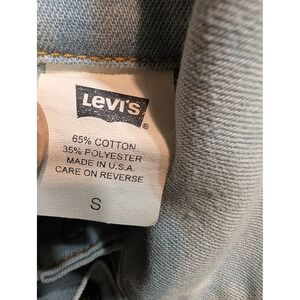 LEVI'S
®
65% COTTON
35% POLYESTER
MADE IN U.S.A.
CARE ON REVERSE
S